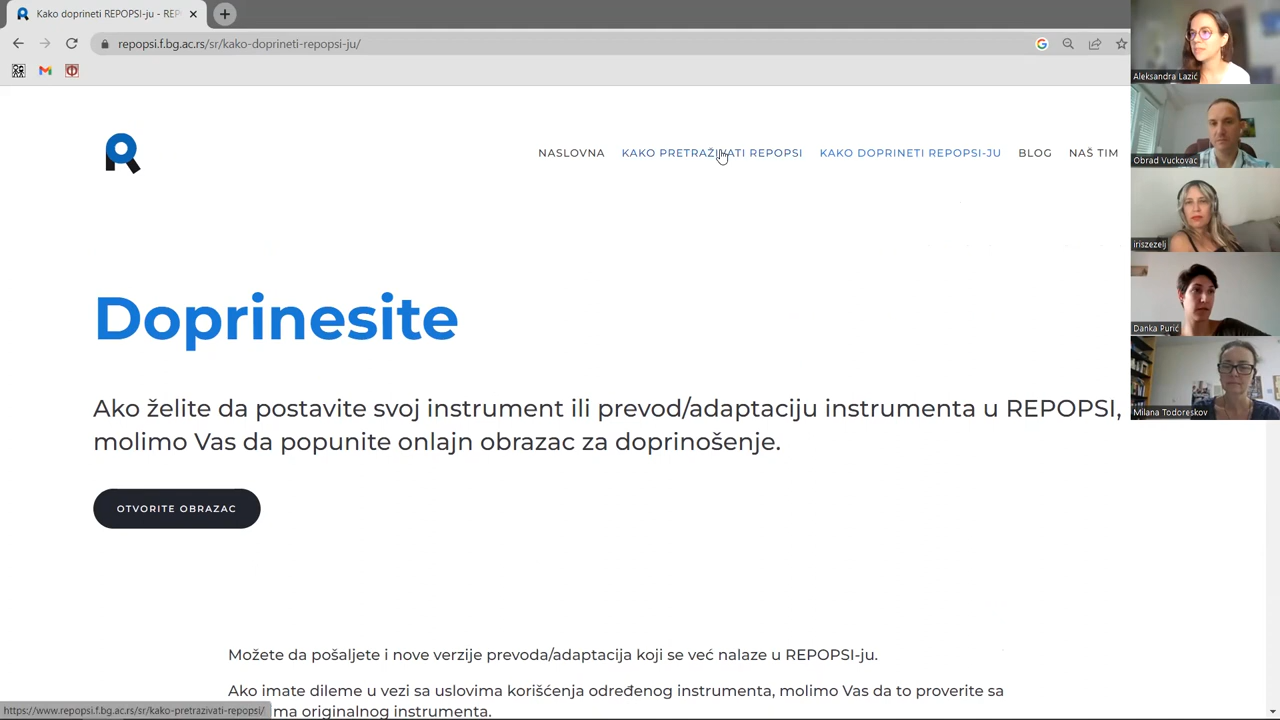 Kako doprineti REPOPSI-ju - REP
repopsi.f.bg.ac.rs/sr/kako-doprineti-repopsi-ju/
NASLOVNA
KAKO PRETRAŽIVATI REPOPSI
KAKO DOPRINETI REPOPSI-JU
BLOG
NAŠ TIM
Doprinesite
Ako želite da postavite svoj instrument ili prevod/adaptaciju instrumenta u REPOPSI,
molimo Vas da popunite onlajn obrazac za doprinošenje.
OTVORITE OBRAZAC
Možete da pošaljete i nove verzije prevoda/adaptacija koji se već nalaze u REPOPSI-ju.
Ako imate dileme u vezi sa uslovima korišćenja određenog instrumenta, molimo Vas da to proverite sa
ma originalnog instrumenta.
https://www.repopsi.f.bg.ac.rs/sr/kako-pretrazivati-repopsi/
Aleksandra Lazić
Obrad Vuckovac
iriszezelj
Danka Purić
Milana Todoreskov